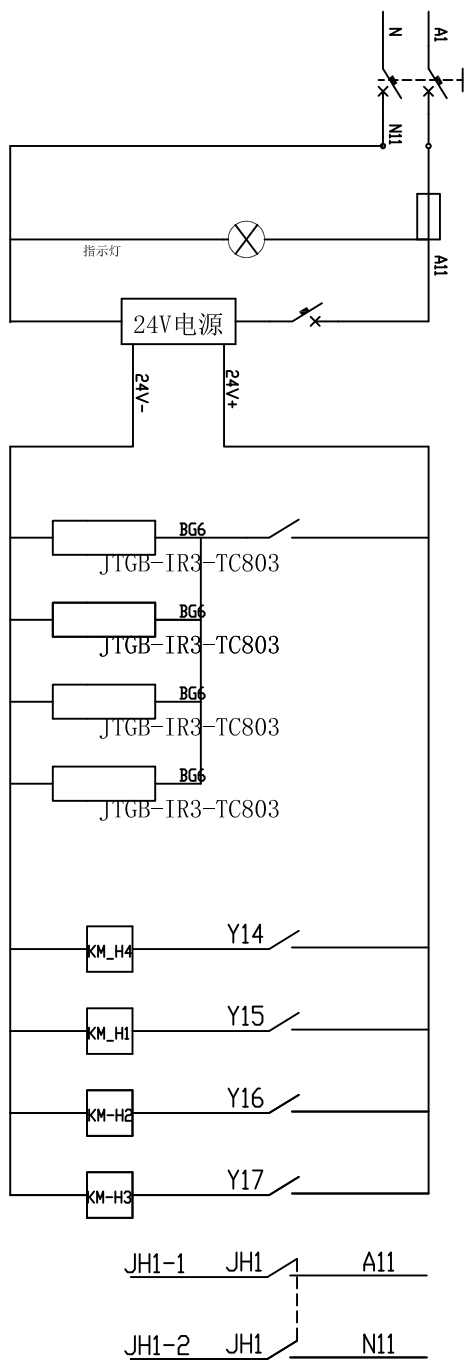 N A1
N11
指示灯 A11
24V电源
24V- 24V+
BG6
JTGB-IR3-TC803
BG6
JTGB-IR3-TC803
BG6
JTGB-IR3-TC803
BG6
JTGB-IR3-TC803
KM_H4 Y14
KM_H1 Y15
KM-H2 Y16
KM-H3 Y17
JH1-1 JH1 A11
JH1-2 JH1 N11